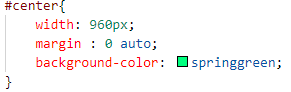 #center{
width: 960px;
margin : 0 auto;
background-color: springgreen;
}